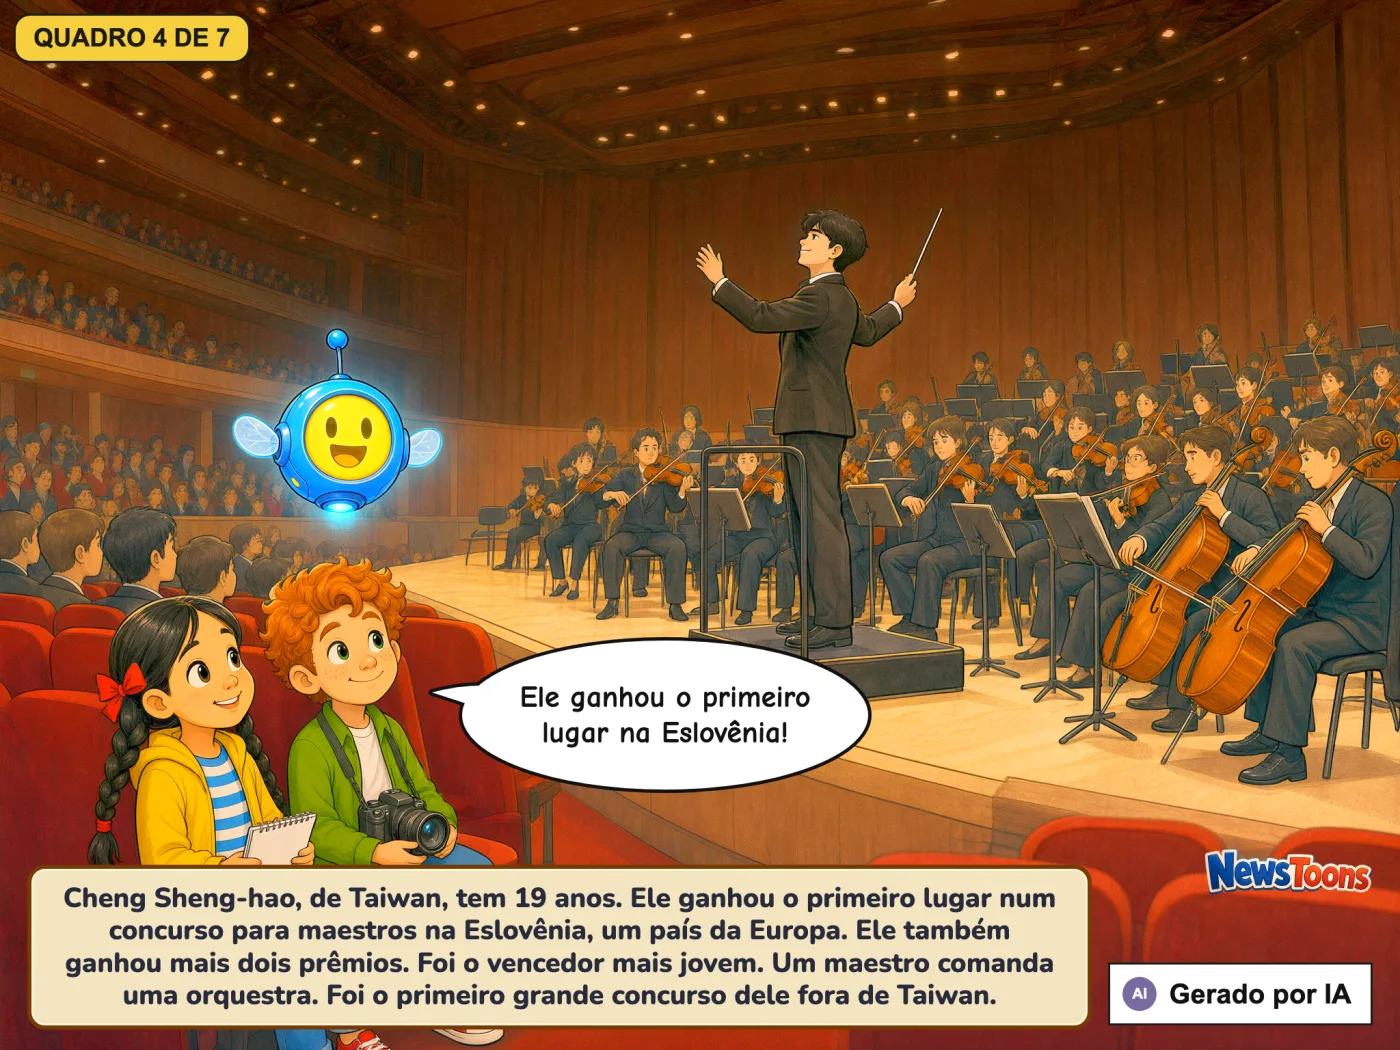 QUADRO 4 DE 7
Ele ganhou o primeiro
lugar na Eslovênia!
Cheng Sheng-hao, de Taiwan, tem 19 anos. Ele ganhou o primeiro lugar num
concurso para maestros na Eslovênia, um país da Europa. Ele também
ganhou mais dois prêmios. Foi o vencedor mais jovem. Um maestro comanda
uma orquestra. Foi o primeiro grande concurso dele fora de Taiwan.
NewsToons
AI Gerado por IA